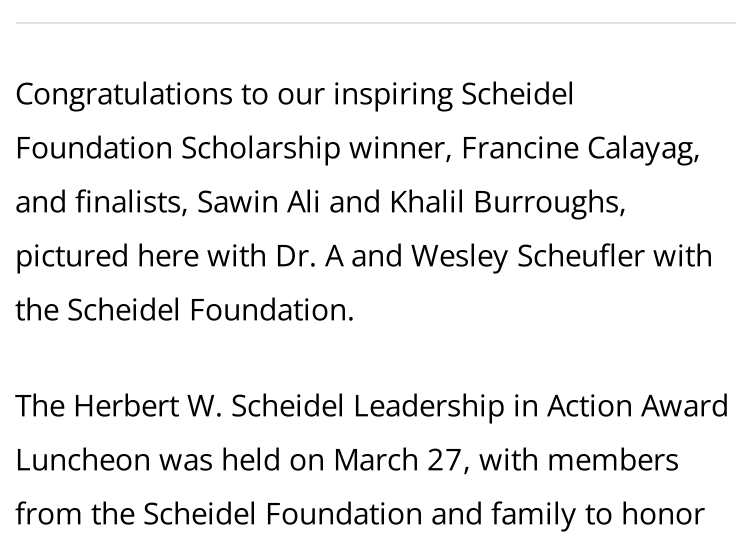 Congratulations to our inspiring Scheidel
Foundation Scholarship winner, Francine Calayag,
and finalists, Sawin Ali and Khalil Burroughs,
pictured here with Dr. A and Wesley Scheufler with
the Scheidel Foundation.
The Herbert W. Scheidel Leadership in Action Award
Luncheon was held on March 27, with members
from the Scheidel Foundation and family to honor